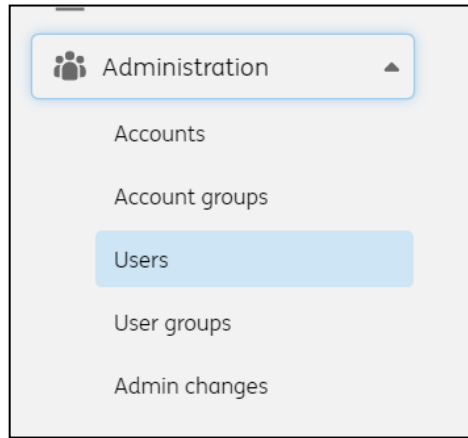 Administration
Accounts
Account groups
Users
User groups
Admin changes